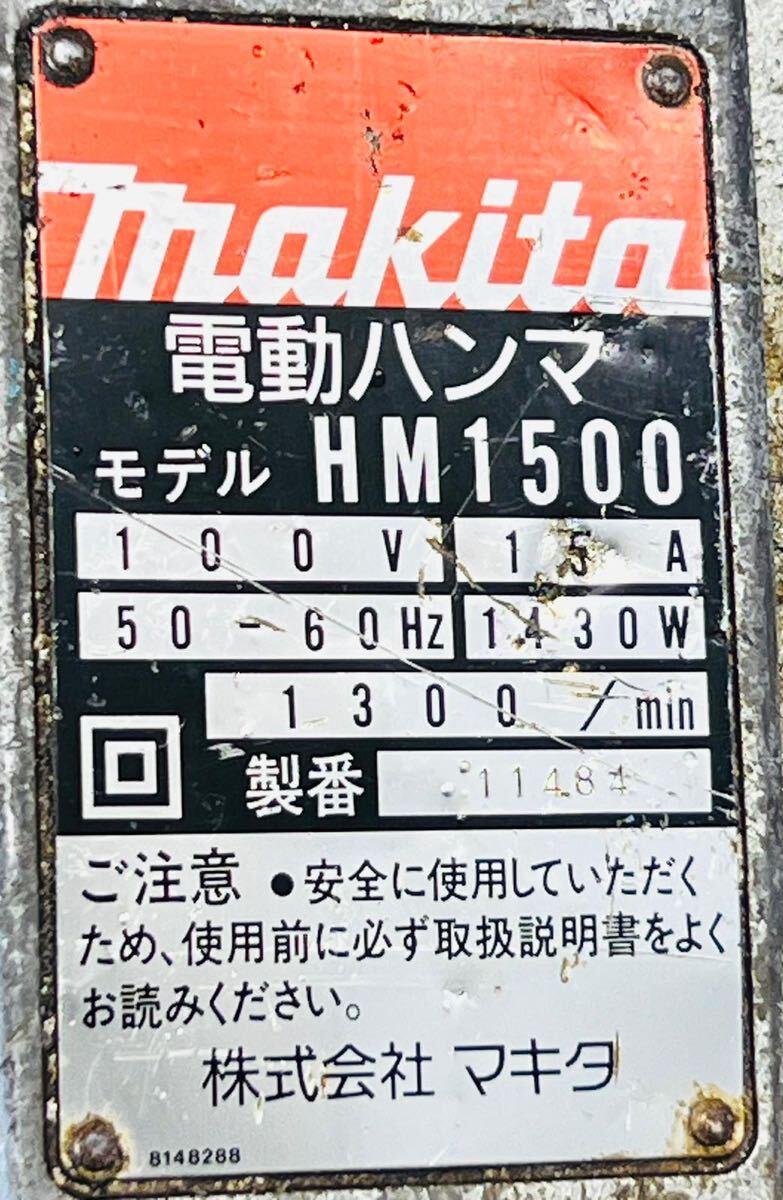 makita
電動ハンマ
モデル HM1500
100V 15A
50-60Hz 1430W
1300/min
製番 11484
ご注意 ●安全に使用していただく
ため、使用前に必ず取扱説明書をよく
お読みください。
株式会社 マキタ
8148288